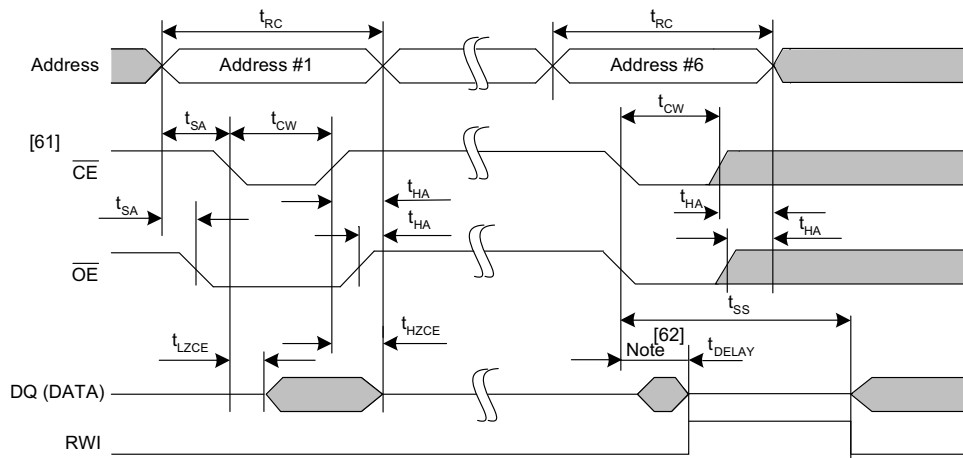 tRC tRC
Address Address #1 Address #6
tSA tCW tCW
[61]
CE
tHA tHA
tSA
tHA tHA
OE
tSS
tHZCE [62]
tLZCE Note tDELAY
DQ (DATA)
RWI